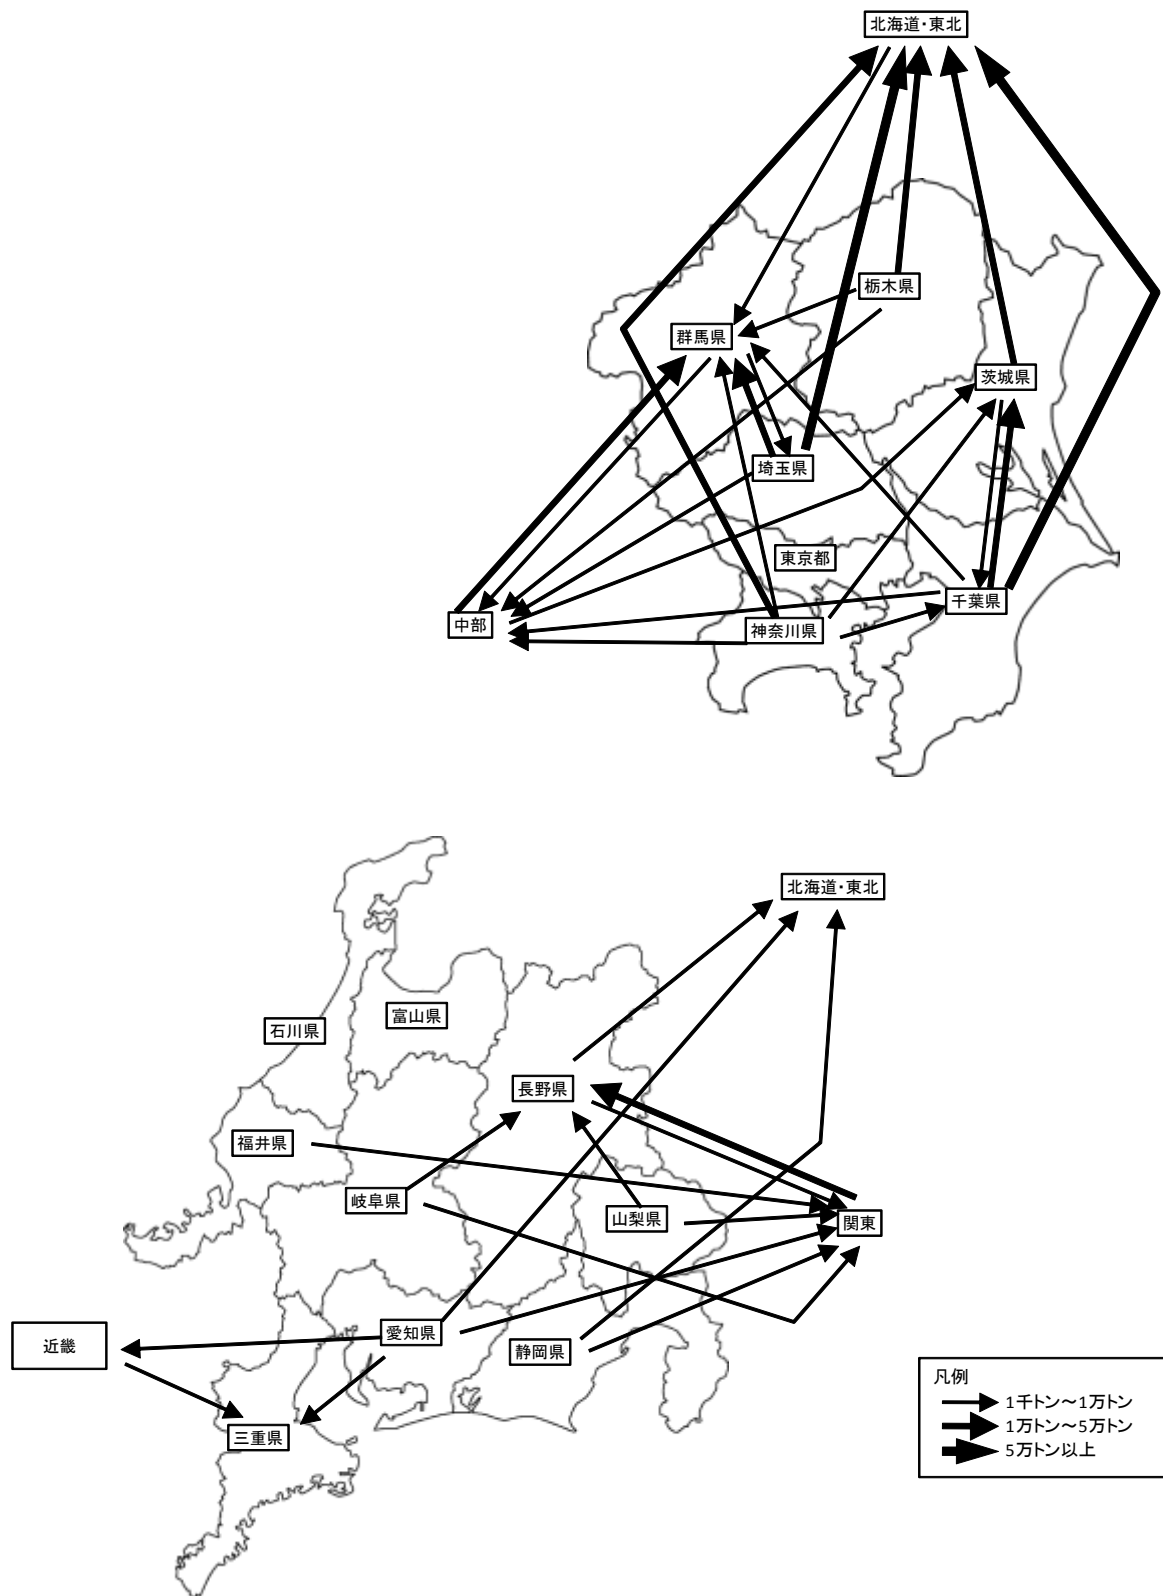 北海道・東北
栃木県
群馬県
茨城県
埼玉県
東京都
千葉県
中部
神奈川県
北海道・東北
富山県
石川県
長野県
福井県
岐阜県
山梨県
関東
愛知県
近畿
静岡県
三重県
凡例
1千トン～1万トン
1万トン～5万トン
5万トン以上